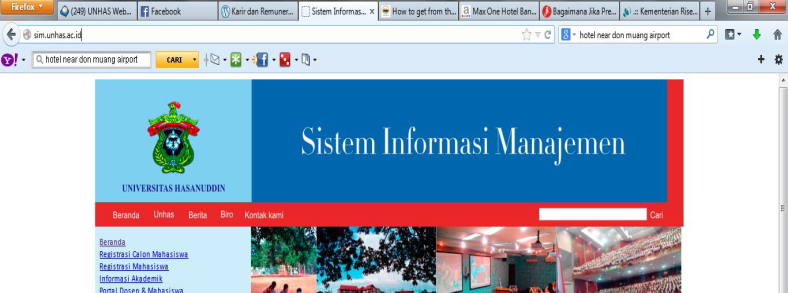 Firefox
(249) UNHAS Web...
Facebook
Karir dan Remuner...
Sistem Informas... ×
How to get from th...
Max One Hotel Ban...
Bagaimana Jika Pre...
.:: Kementerian Rise...
sim.unhas.ac.id
hotel near don muang airport
hotel near don muang airport
CARI
Sistem Informasi Manajemen
UNIVERSITAS HASANUDDIN
Beranda Unhas Berita Biro Kontak kami
Cari
Beranda
Registrasi Calon Mahasiswa
Registrasi Mahasiswa
Informasi Akademik
Portal Dosen & Mahasiswa